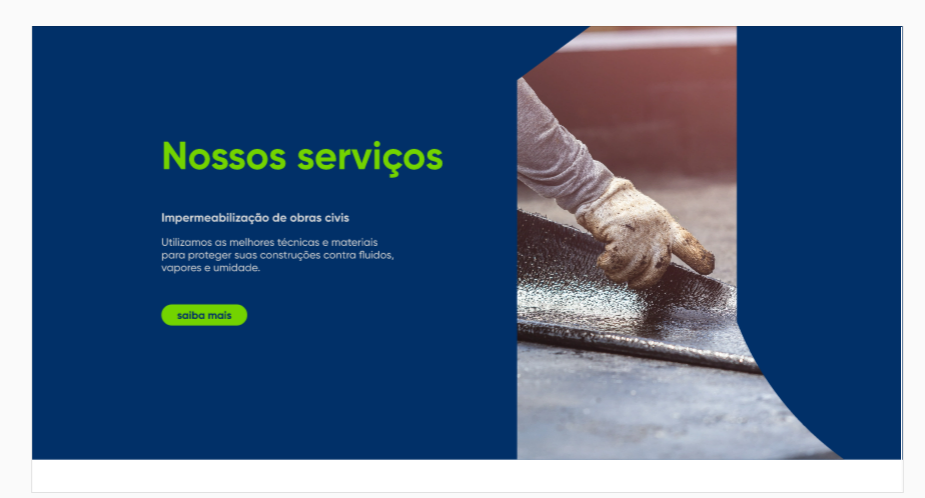 Nossos serviços
Impermeabilização de obras civis
Utilizamos as melhores técnicas e materiais
para proteger suas construções contra fluidos,
vapores e umidade.
saiba mais